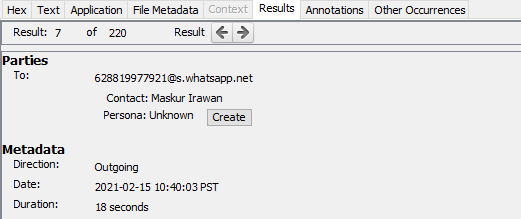 Hex Text Application File Metadata Context Results Annotations Other Occurrences
Result: 7 of 220 Result
Parties
To: 628819977921@s.whatsapp.net
Contact: Maskur Irawan
Persona: Unknown Create
Metadata
Direction: Outgoing
Date: 2021-02-15 10:40:03 PST
Duration: 18 seconds